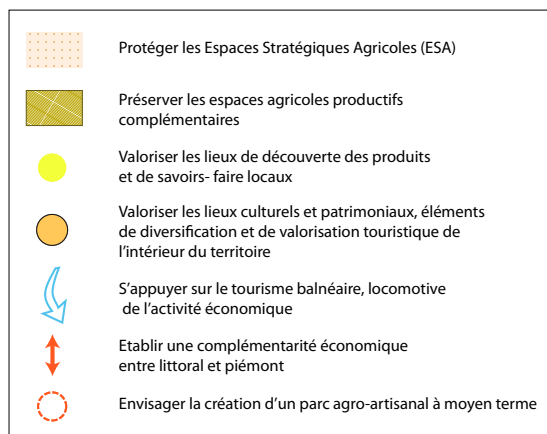 Protéger les Espaces Stratégiques Agricoles (ESA)
Préserver les espaces agricoles productifs
complémentaires
Valoriser les lieux de découverte des produits
et de savoirs- faire locaux
Valoriser les lieux culturels et patrimoniaux, éléments
de diversification et de valorisation touristique de
l'intérieur du territoire
S'appuyer sur le tourisme balnéaire, locomotive
de l'activité économique
Etablir une complémentarité économique
entre littoral et piémont
Envisager la création d'un parc agro-artisanal à moyen terme